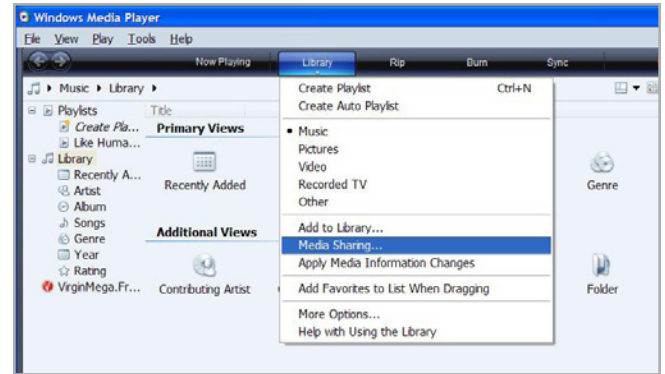 Windows Media Player
File View Play Tools Help
Now Playing Library Rip Burn Sync
Music Library
Create Playlist Ctrl+N
Create Auto Playlist
Music
Pictures
Video
Recorded TV
Other
Add to Library...
Media Sharing...
Apply Media Information Changes
Add Favorites to List When Dragging
More Options...
Help with Using the Library
Playlists
Create Pla...
Like Huma...
Library
Recently A...
Artist
Album
Songs
Genre
Year
Rating
VirginMega.Fr...
Title
Primary Views
Recently Added
Genre
Additional Views
Contributing Artist
Folder